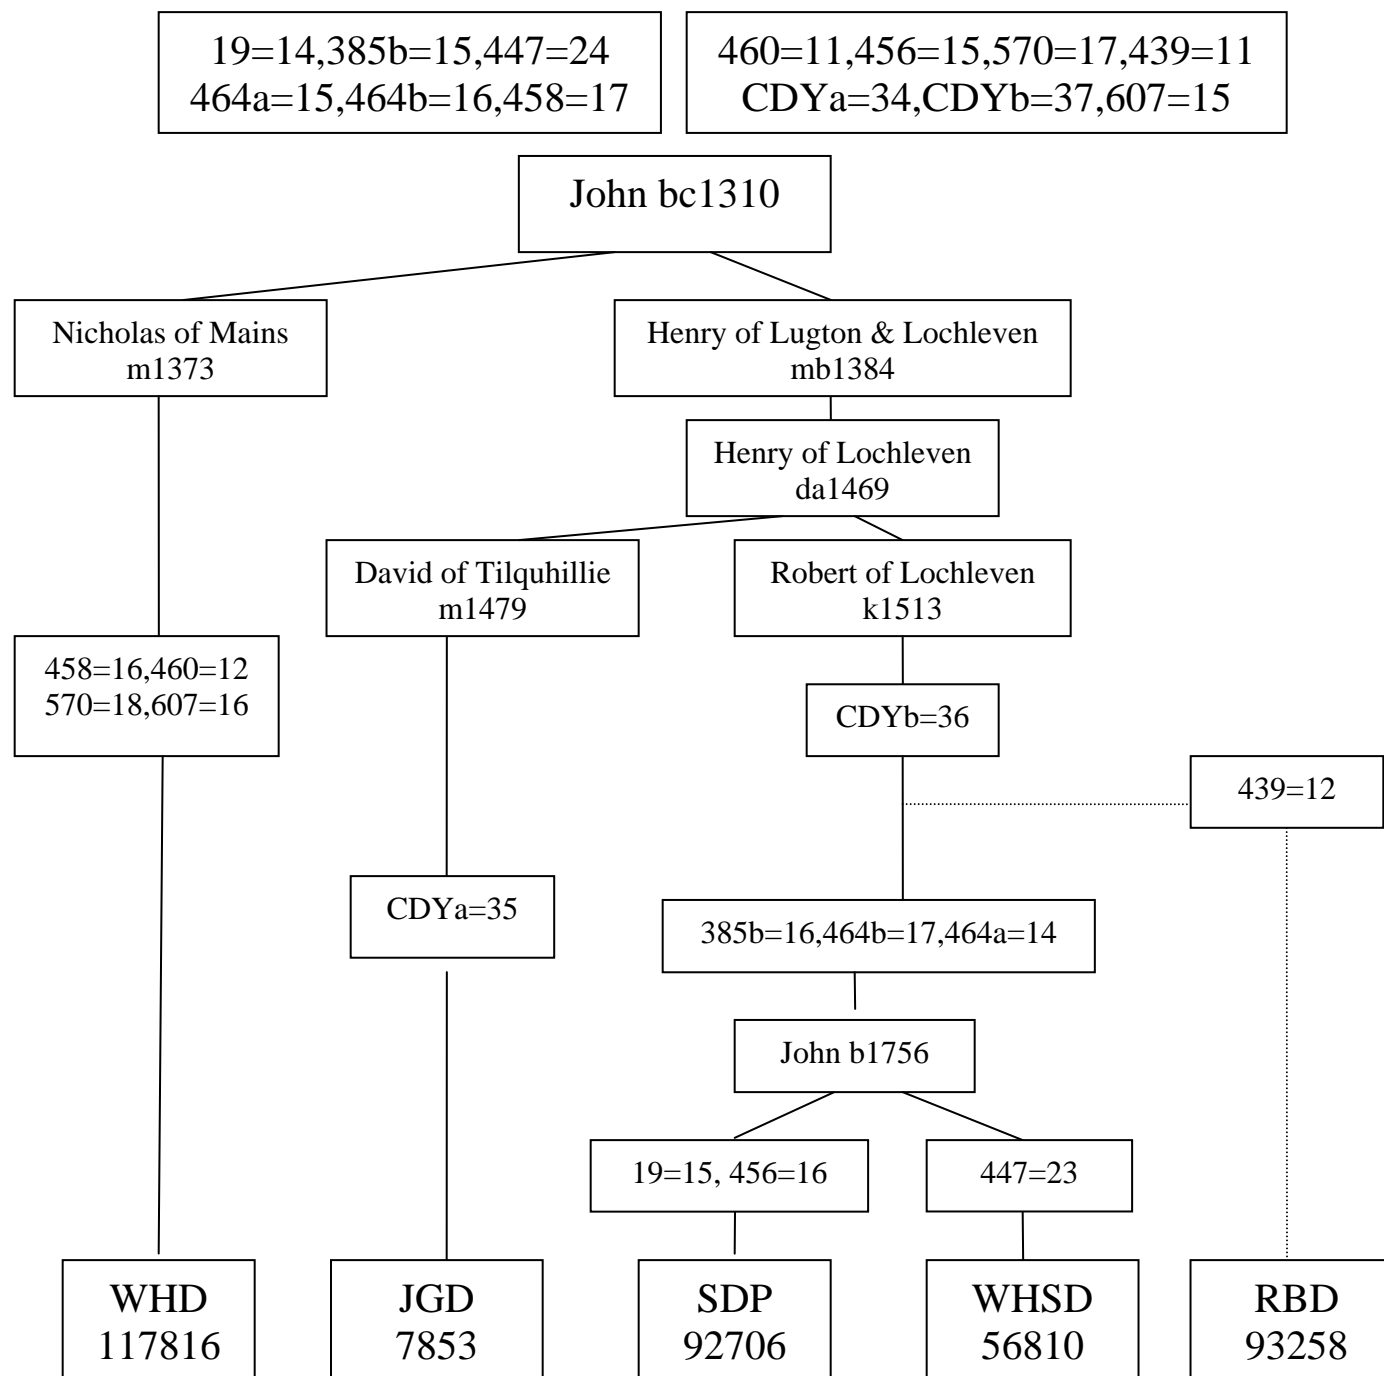 19=14,385b=15,447=24
464a=15,464b=16,458=17
460=11,456=15,570=17,439=11
CDYa=34,CDYb=37,607=15
John bc1310
Nicholas of Mains
m1373
Henry of Lugton & Lochleven
mb1384
Henry of Lochleven
da1469
David of Tilquhillie
m1479
Robert of Lochleven
k1513
458=16,460=12
570=18,607=16
CDYb=36
439=12
CDYa=35
385b=16,464b=17,464a=14
John b1756
19=15, 456=16
447=23
WHD
117816
JGD
7853
SDP
92706
WHSD
56810
RBD
93258